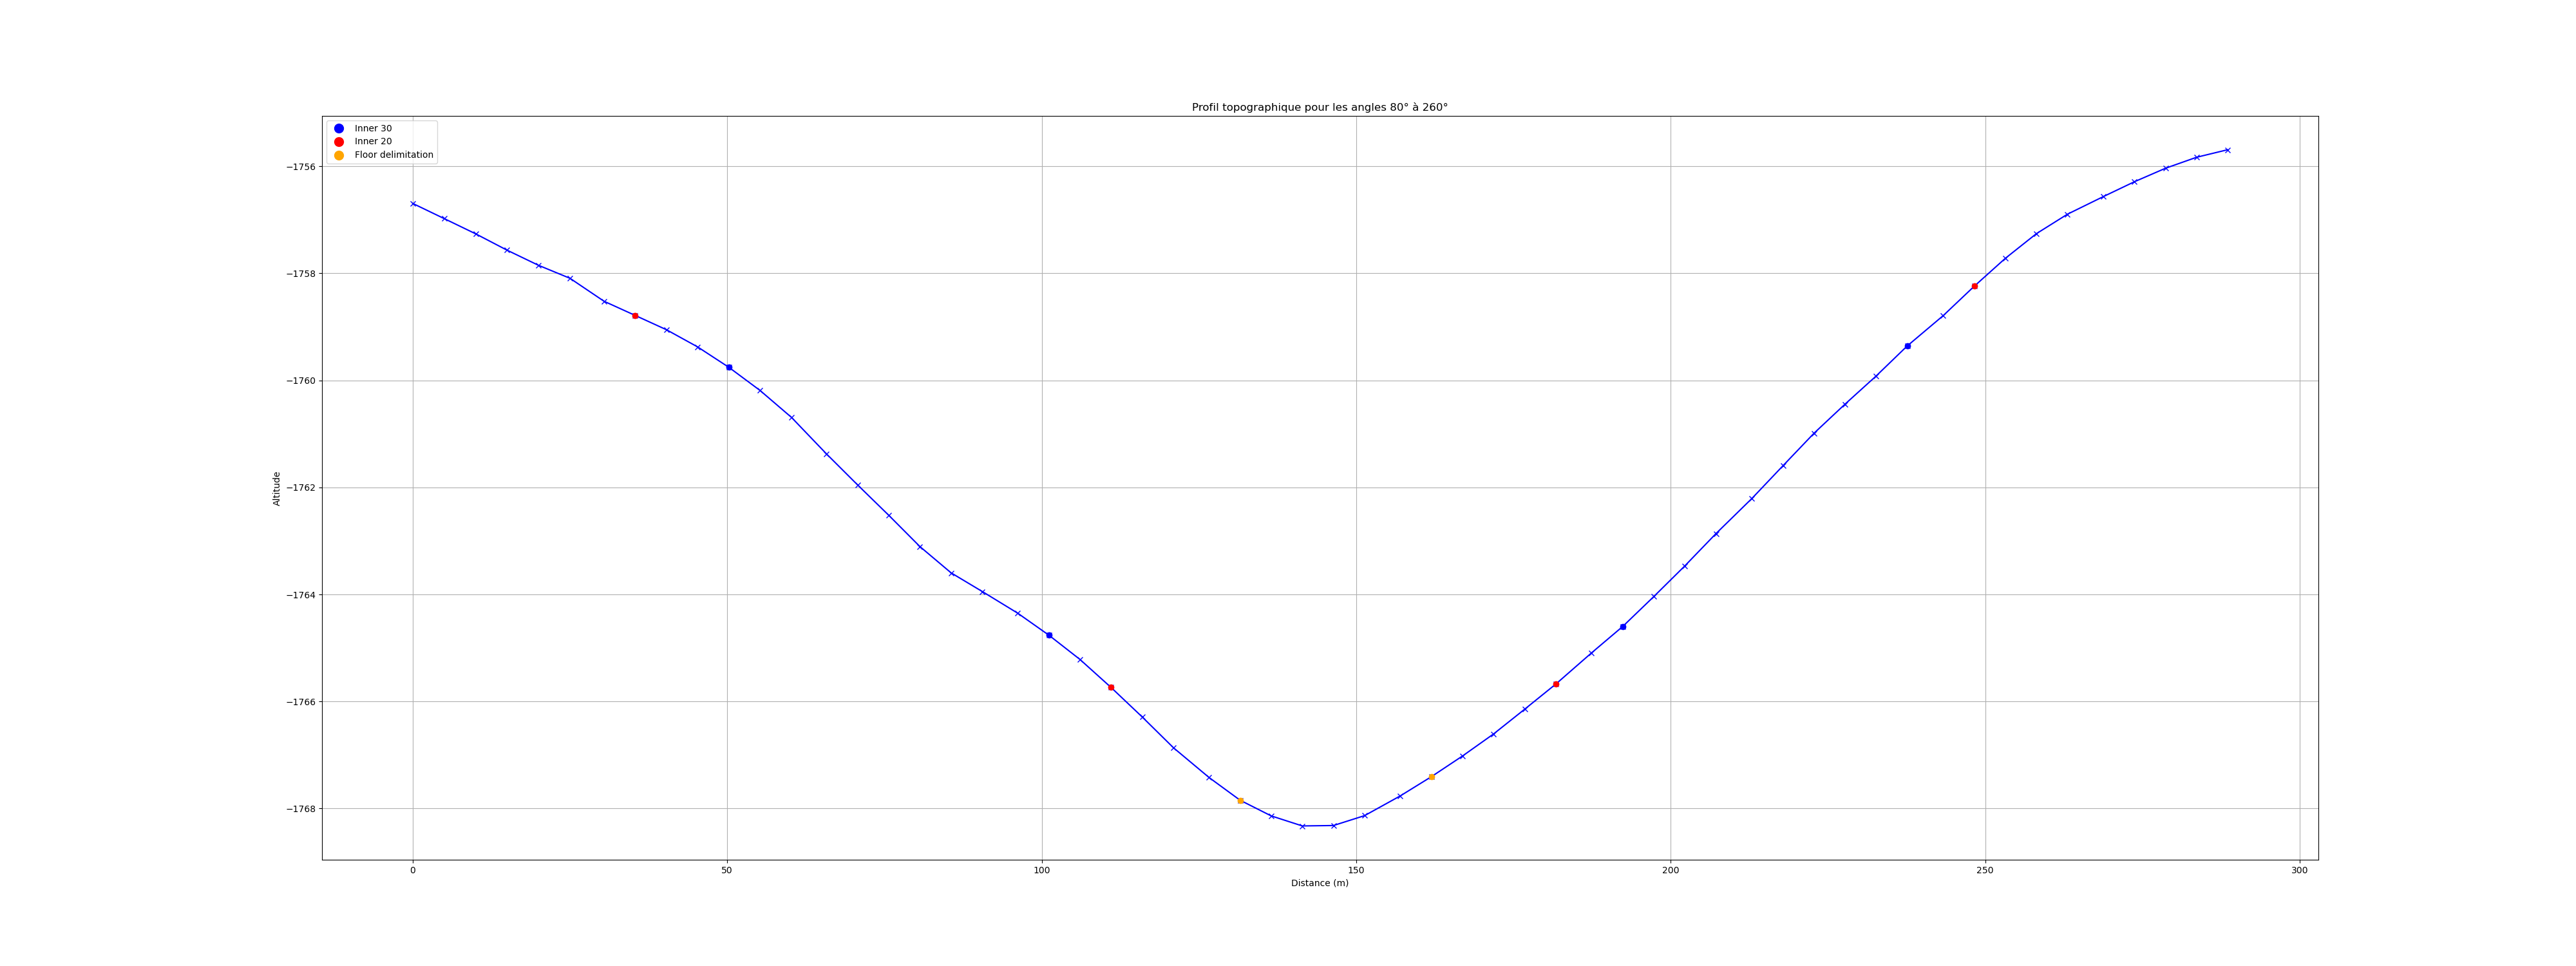 Profil topographique pour les angles 80° à 260°
Inner 30
Inner 20
Floor delimitation
−1756
−1758
−1760
−1762
−1764
−1766
−1768
Altitude
0 50 100 150 200 250 300
Distance (m)